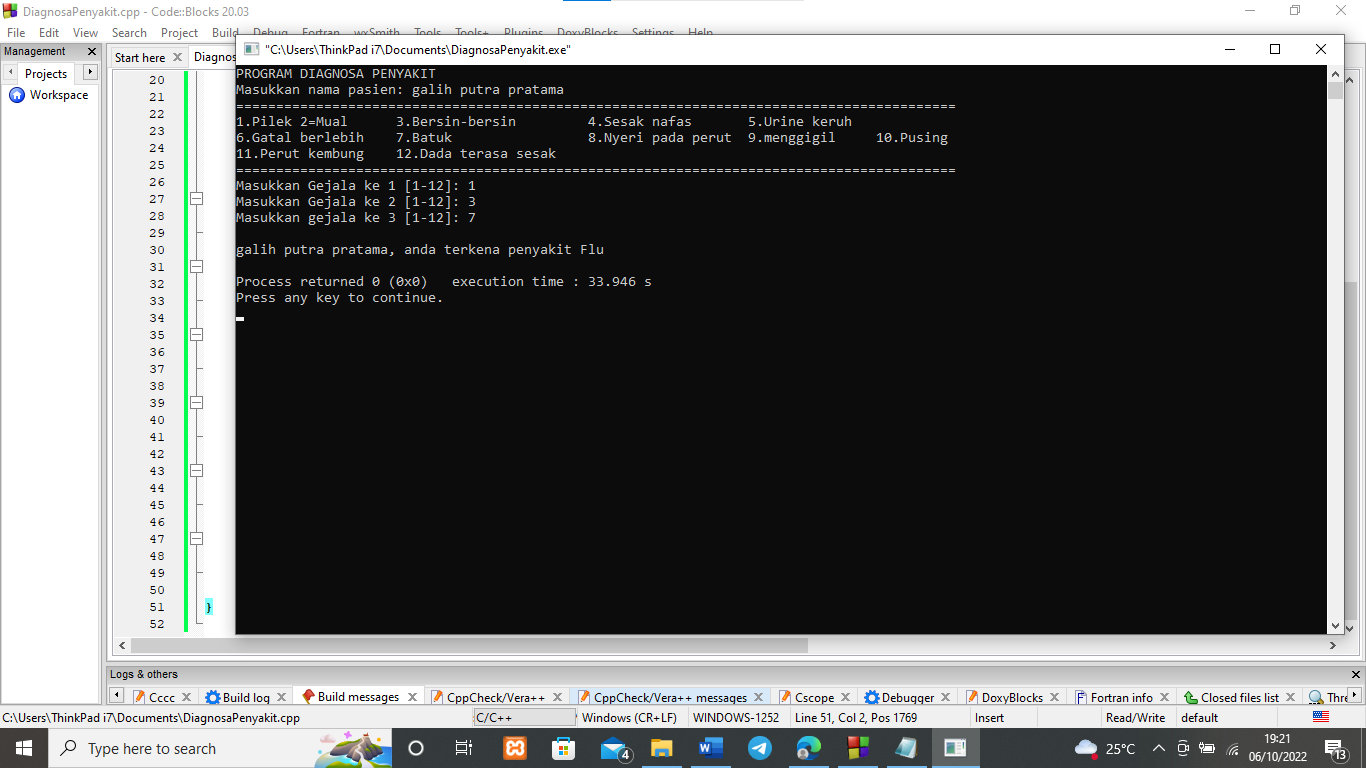 DiagnosaPenyakit.cpp - Code::Blocks 20.03
File Edit View Search Project Build Debug Fortran wxSmith Tools Tools+ Plugins DoxyBlocks Settings Help
Management
Projects
Workspace
Start here
Diagnos
20
21
22
23
24
25
26
27
28
29
30
31
32
33
34
35
36
37
38
39
40
41
42
43
44
45
46
47
48
49
50
51 }
52
"C:\Users\ThinkPad i7\Documents\DiagnosaPenyakit.exe"
PROGRAM DIAGNOSA PENYAKIT
Masukkan nama pasien: galih putra pratama
==========================================================================================
1.Pilek 2=Mual 3.Bersin-bersin 4.Sesak nafas 5.Urine keruh
6.Gatal berlebih 7.Batuk 8.Nyeri pada perut 9.menggigil 10.Pusing
11.Perut kembung 12.Dada terasa sesak
==========================================================================================
Masukkan Gejala ke 1 [1-12]: 1
Masukkan Gejala ke 2 [1-12]: 3
Masukkan gejala ke 3 [1-12]: 7
galih putra pratama, anda terkena penyakit Flu
Process returned 0 (0x0) execution time : 33.946 s
Press any key to continue.
Logs & others
Cccc Build log Build messages CppCheck/Vera++ CppCheck/Vera++ messages Cscope Debugger DoxyBlocks Fortran info Closed files list Thre
C:\Users\ThinkPad i7\Documents\DiagnosaPenyakit.cpp C/C++ Windows (CR+LF) WINDOWS-1252 Line 51, Col 2, Pos 1769 Insert Read/Write default
Type here to search
4
25°C
19:21
06/10/2022
13